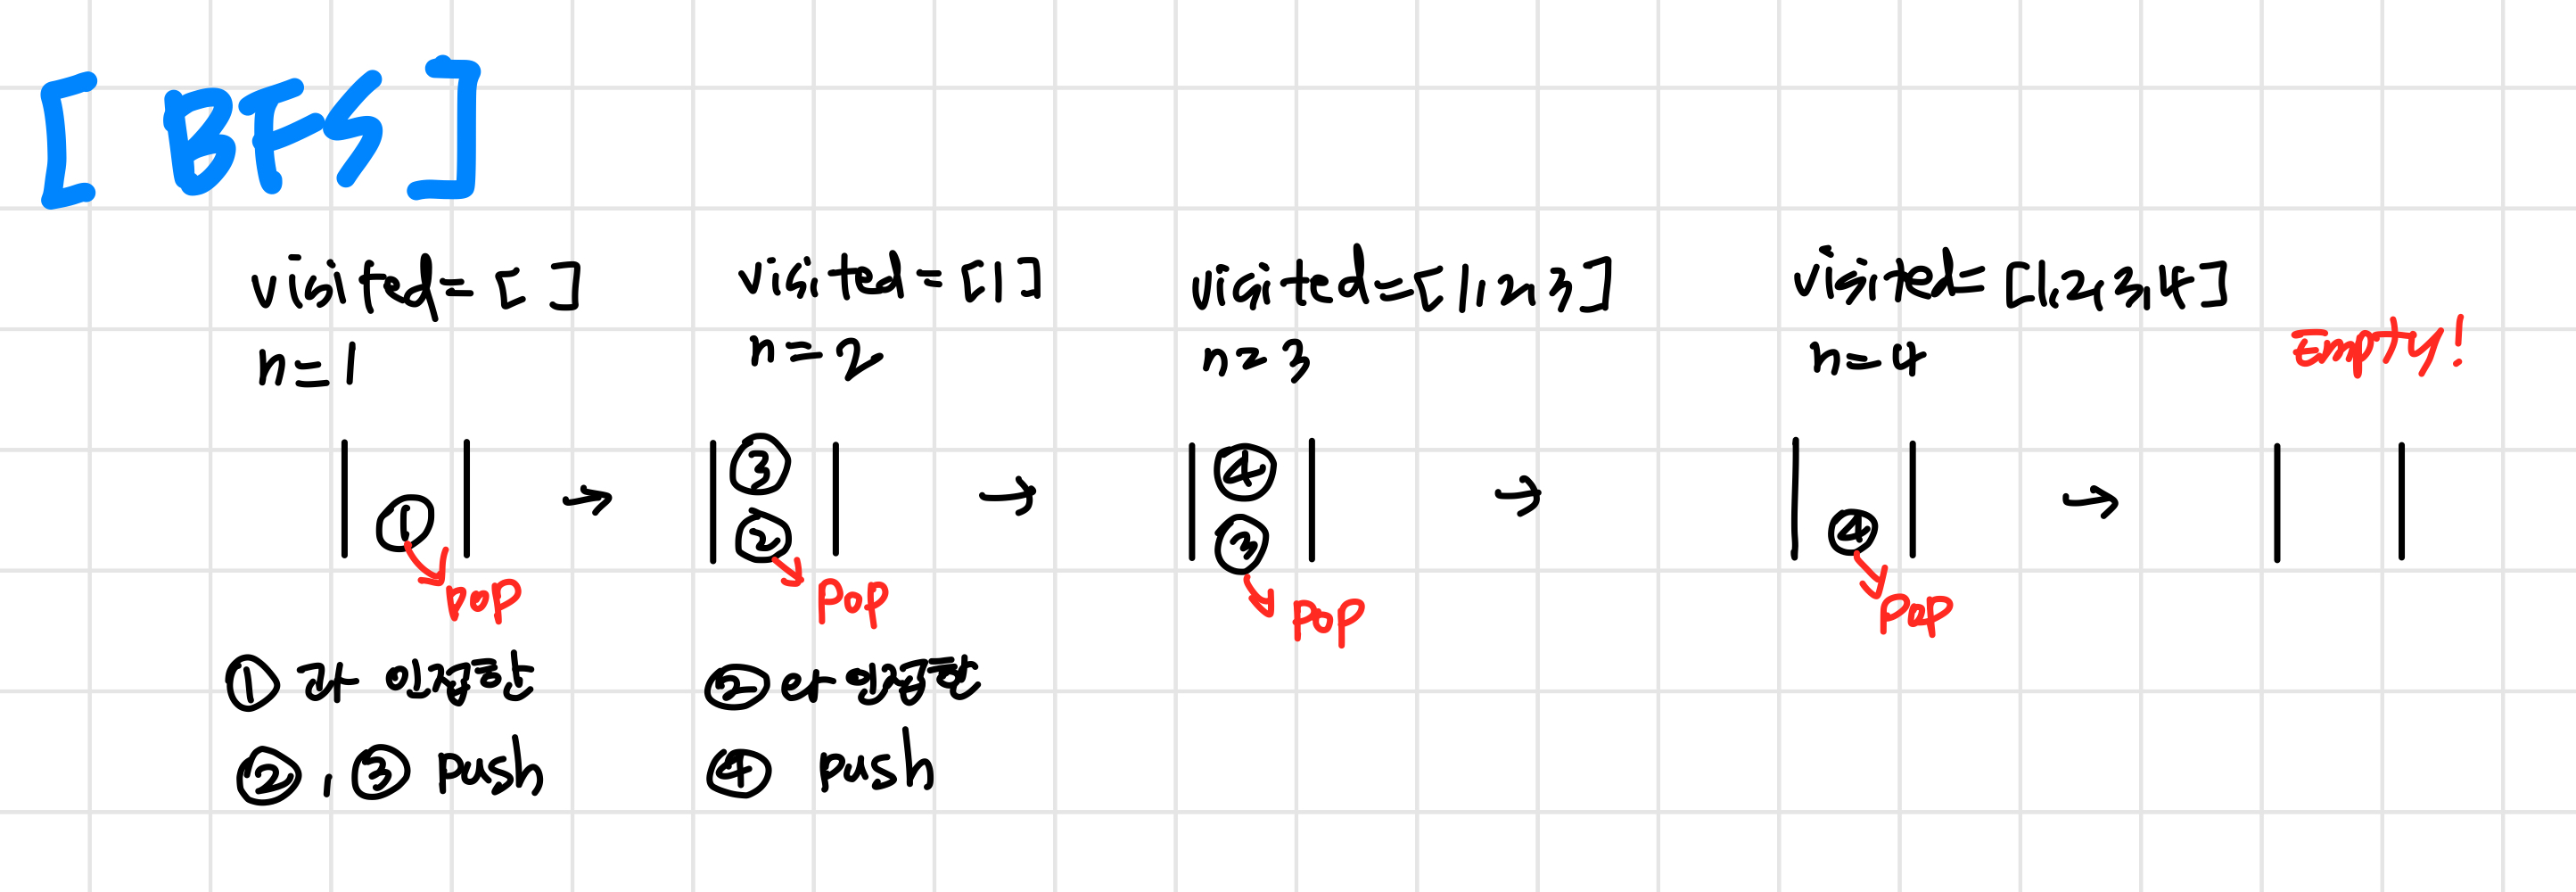 [ BFS ]
visited= [ ]
n=1
visited=[1]
n=2
visited=[1,2,3]
n=3
visited=[1,2,3,4]
n=4
Empty!
①
→
③
②
→
④
③
→
④
→
pop
pop
pop
pop
①과 인접한
②, ③ push
②와 인접한
④ push